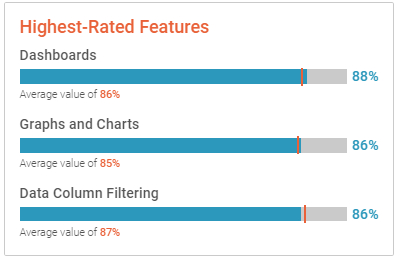 Highest-Rated Features
Dashboards
88%
Average value of 86%
Graphs and Charts
86%
Average value of 85%
Data Column Filtering
86%
Average value of 87%